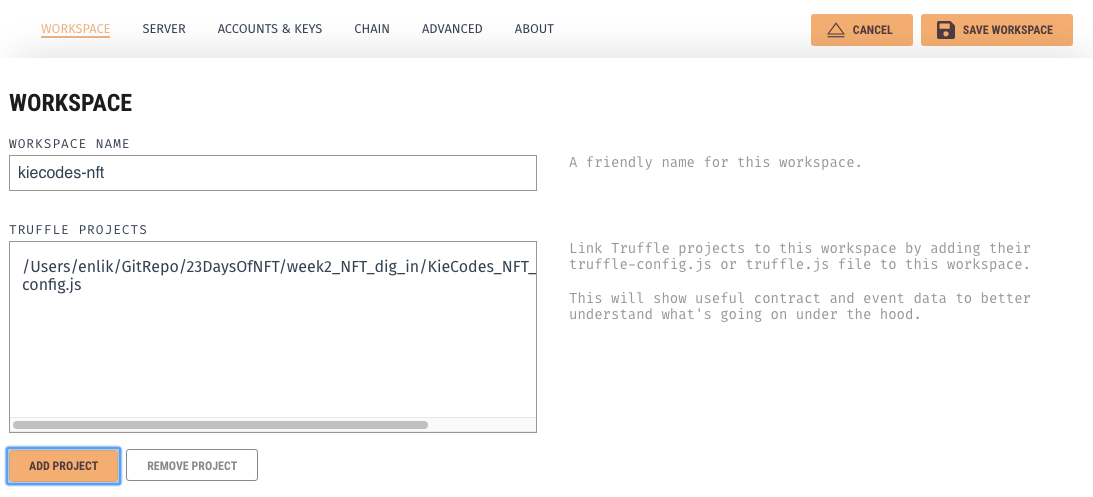 WORKSPACE SERVER ACCOUNTS & KEYS CHAIN ADVANCED ABOUT CANCEL SAVE WORKSPACE
WORKSPACE
WORKSPACE NAME
kiecodes-nft
A friendly name for this workspace.
TRUFFLE PROJECTS
/Users/enlik/GitRepo/23DaysOfNFT/week2_NFT_dig_in/KieCodes_NFT_
config.js
Link Truffle projects to this workspace by adding their
truffle-config.js or truffle.js file to this workspace.
This will show useful contract and event data to better
understand what's going on under the hood.
ADD PROJECT REMOVE PROJECT